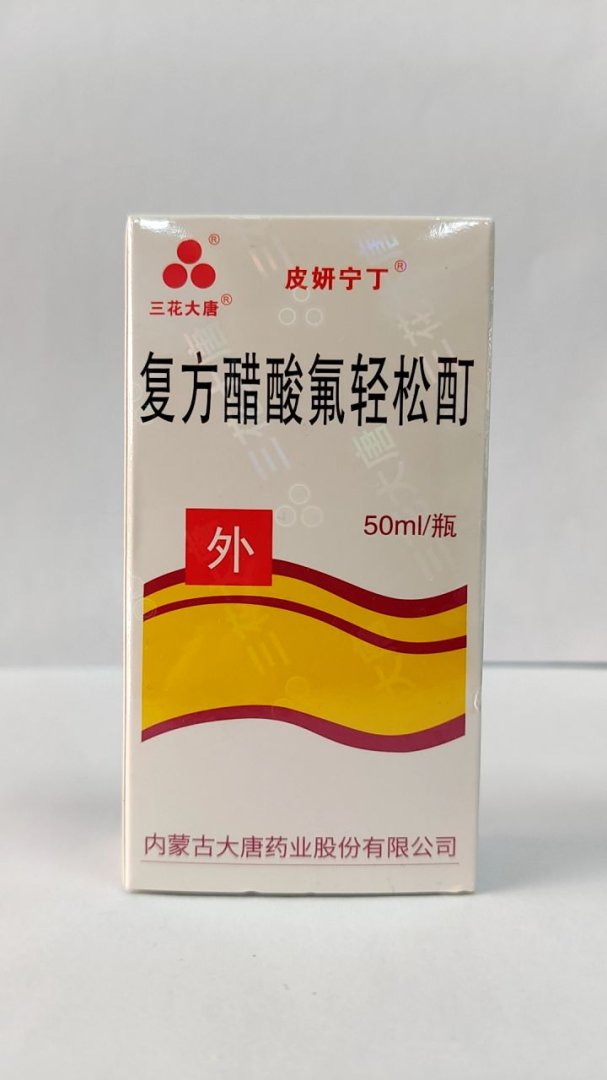 三花大唐®
皮妍宁丁®
复方醋酸氟轻松酊
50ml/瓶
外
内蒙古大唐药业股份有限公司